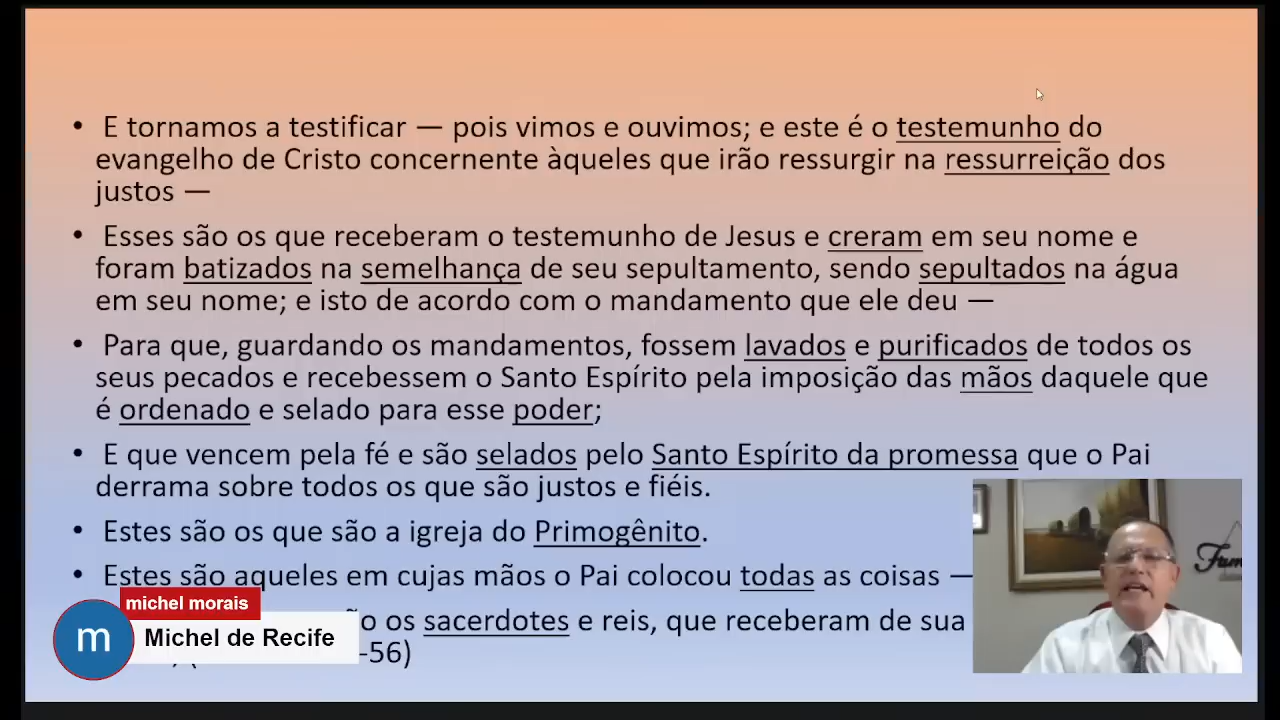 • E tornamos a testificar — pois vimos e ouvimos; e este é o testemunho do
evangelho de Cristo concernente àqueles que irão ressurgir na ressurreição dos
justos —
• Esses são os que receberam o testemunho de Jesus e creram em seu nome e
foram batizados na semelhança de seu sepultamento, sendo sepultados na água
em seu nome; e isto de acordo com o mandamento que ele deu —
• Para que, guardando os mandamentos, fossem lavados e purificados de todos os
seus pecados e recebessem o Santo Espírito pela imposição das mãos daquele que
é ordenado e selado para esse poder;
• E que vencem pela fé e são selados pelo Santo Espírito da promessa que o Pai
derrama sobre todos os que são justos e fiéis.
• Estes são os que são a igreja do Primogênito.
• Estes são aqueles em cujas mãos o Pai colocou todas as coisas —
os sacerdotes e reis, que receberam de sua
-56)
michel morais
m
Michel de Recife